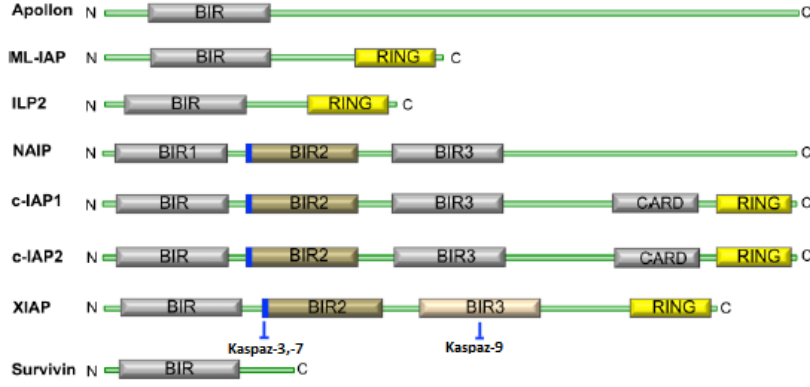 Apollon N BIR C
ML-IAP N BIR RING C
ILP2 N BIR RING C
NAIP N BIR1 BIR2 BIR3 C
c-IAP1 N BIR BIR2 BIR3 CARD RING C
c-IAP2 N BIR BIR2 BIR3 CARD RING C
XIAP N BIR BIR2 BIR3 RING C
Kaspaz-3,-7 Kaspaz-9
Survivin N BIR C